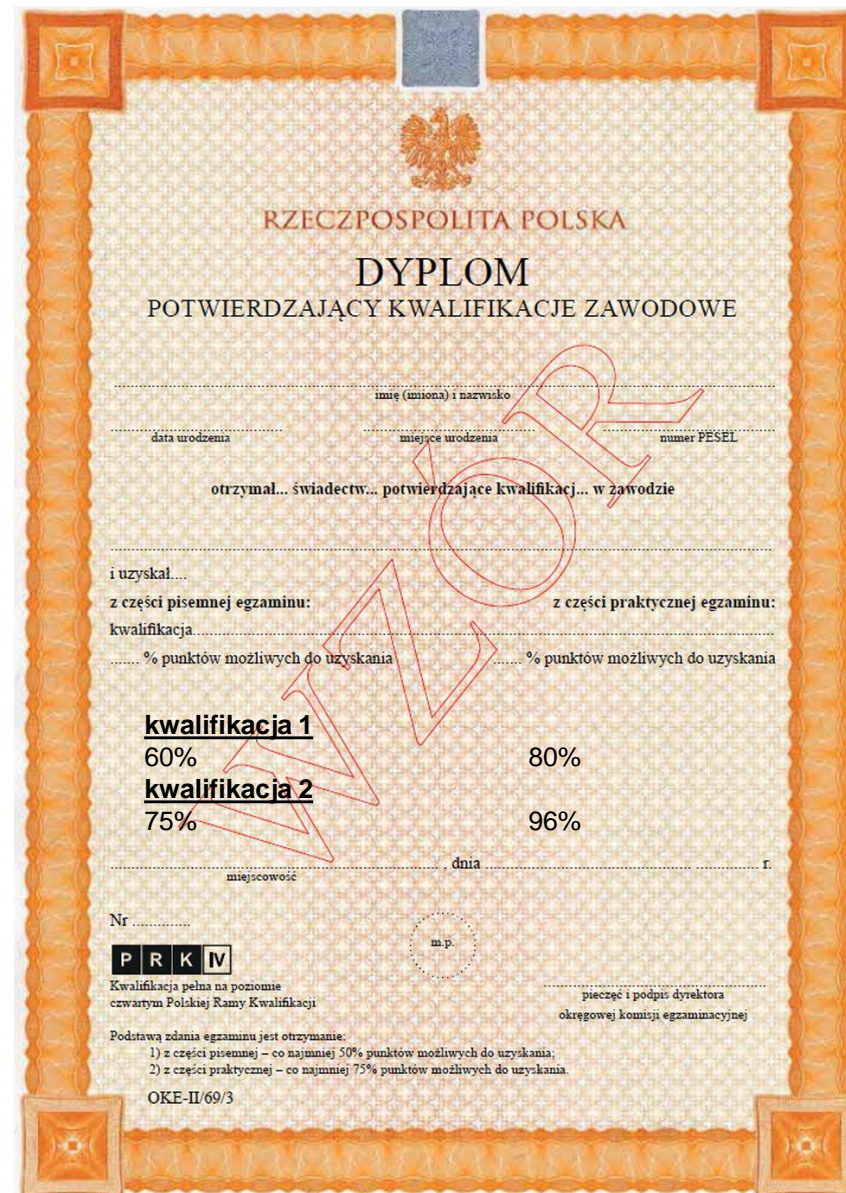 RZECZPOSPOLITA POLSKA
DYPLOM
POTWIERDZAJĄCY KWALIFIKACJE ZAWODOWE
imię (imiona) i nazwisko
data urodzenia miejsce urodzenia numer PESEL
otrzymał... świadectw... potwierdzające kwalifikacj... w zawodzie
i uzyskał....
z części pisemnej egzaminu: z części praktycznej egzaminu:
kwalifikacja
....... % punktów możliwych do uzyskania ....... % punktów możliwych do uzyskania
kwalifikacja 1
60% 80%
kwalifikacja 2
75% 96%
, dnia r.
miejscowość
Nr ..............
m.p.
P R K IV
Kwalifikacja pełna na poziomie
czwartym Polskiej Ramy Kwalifikacji
pieczęć i podpis dyrektora
okręgowej komisji egzaminacyjnej
Podstawą zdania egzaminu jest otrzymanie:
1) z części pisemnej – co najmniej 50% punktów możliwych do uzyskania;
2) z części praktycznej – co najmniej 75% punktów możliwych do uzyskania.
OKE-II/69/3
WZÓR